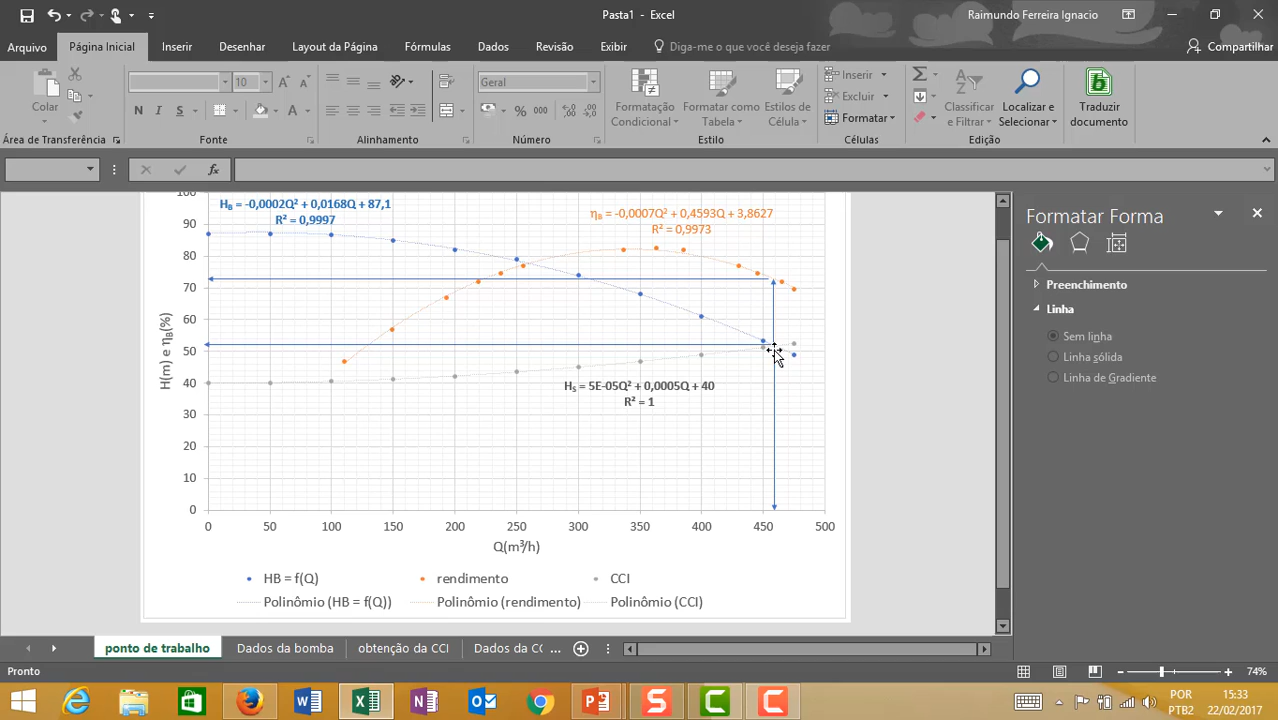 Pasta1 - Excel
Raimundo Ferreira Ignacio
Arquivo
Página Inicial
Inserir
Desenhar
Layout da Página
Fórmulas
Dados
Revisão
Exibir
Diga-me o que você deseja fazer
Compartilhar
Colar
Área de Transferência
10
N I S
A
Fonte
Alinhamento
Geral
% 000
Número
Formatação Condicional
Formatar como Tabela
Estilos de Célula
Estilo
Inserir
Excluir
Formatar
Células
Classificar e Filtrar
Localizar e Selecionar
Edição
Traduzir documento
fx
100
90
80
70
60
50
40
30
20
10
0
H(m) e ηB(%)
HB = -0,0002Q² + 0,0168Q + 87,1
R² = 0,9997
ηB = -0,0007Q² + 0,4593Q + 3,8627
R² = 0,9973
HS = 5E-05Q² + 0,0005Q + 40
R² = 1
0 50 100 150 200 250 300 350 400 450 500
Q(m³/h)
HB = f(Q) rendimento CCI
Polinômio (HB = f(Q)) Polinômio (rendimento) Polinômio (CCI)
Formatar Forma
Preenchimento
Linha
Sem linha
Linha sólida
Linha de Gradiente
ponto de trabalho
Dados da bomba
obtenção da CCI
Dados da CC ...
Pronto
74%
POR
PTB2
15:33
22/02/2017